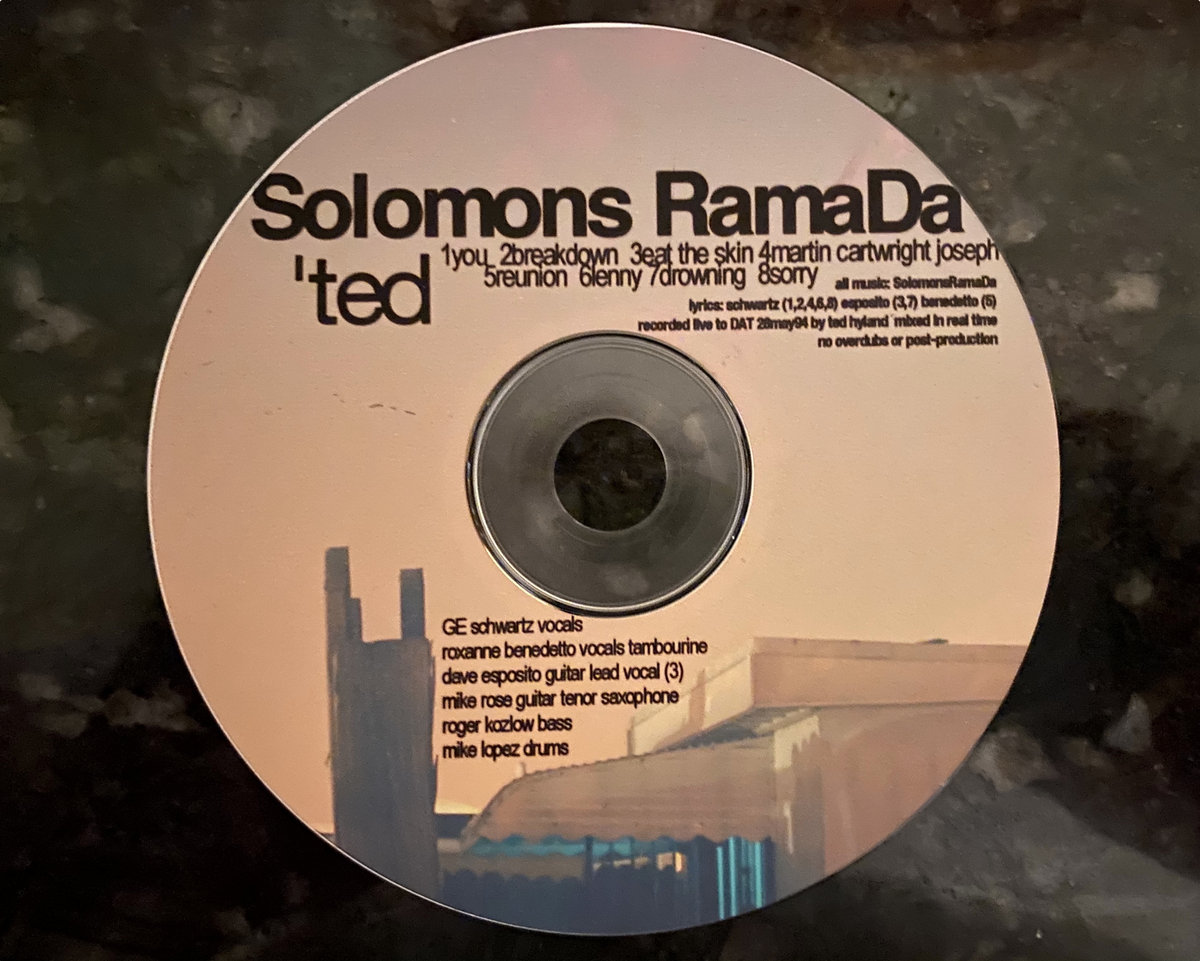 Solomons RamaDa
'ted
1you 2breakdown 3eat the skin 4martin cartwright joseph
5reunion 6lenny 7drowning 8sorry
all music: SolomonsRamaDa
lyrics: schwartz (1,2,4,6,8) esposito (3,7) benedetto (5)
recorded live to DAT 28may94 by ted hyland mixed in real time
no overdubs or post-production
GE schwartz vocals
roxanne benedetto vocals tambourine
dave esposito guitar lead vocal (3)
mike rose guitar tenor saxophone
roger kozlow bass
mike lopez drums